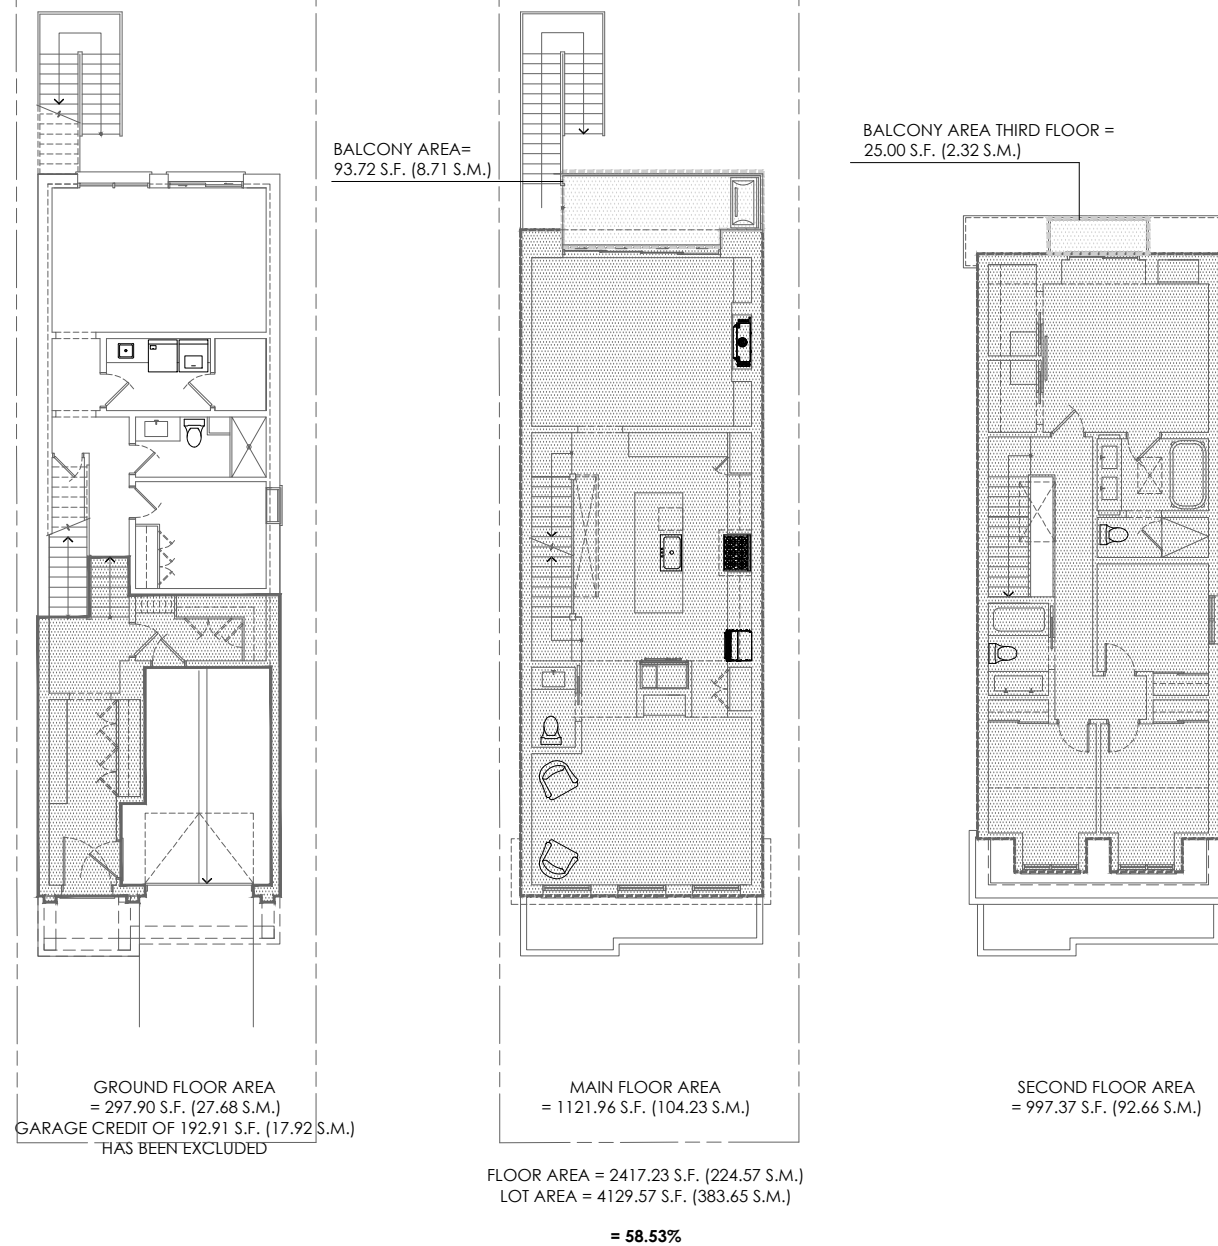 BALCONY AREA=
93.72 S.F. (8.71 S.M.)
BALCONY AREA THIRD FLOOR =
25.00 S.F. (2.32 S.M.)
GROUND FLOOR AREA
= 297.90 S.F. (27.68 S.M.)
GARAGE CREDIT OF 192.91 S.F. (17.92 S.M.)
HAS BEEN EXCLUDED
MAIN FLOOR AREA
= 1121.96 S.F. (104.23 S.M.)
SECOND FLOOR AREA
= 997.37 S.F. (92.66 S.M.)
FLOOR AREA = 2417.23 S.F. (224.57 S.M.)
LOT AREA = 4129.57 S.F. (383.65 S.M.)
= 58.53%